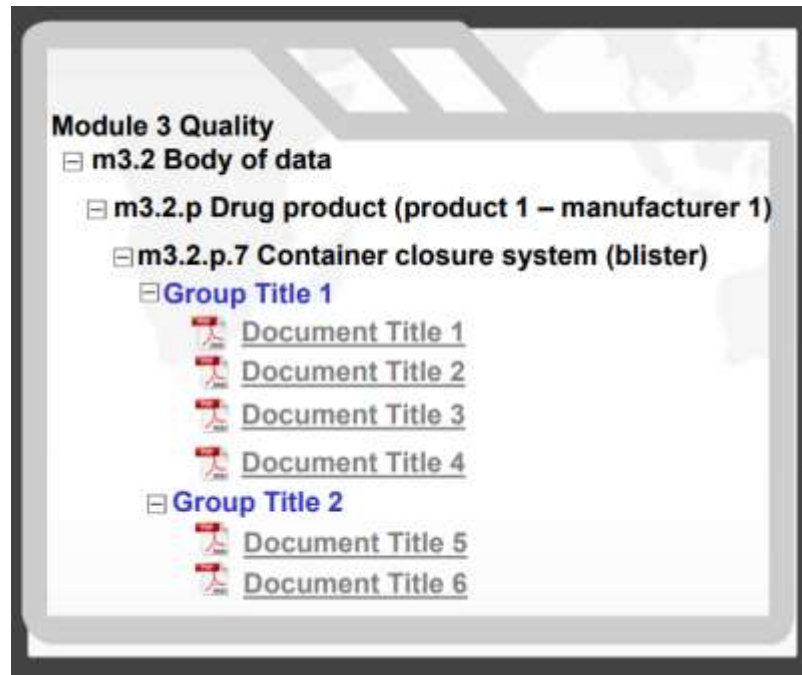 Module 3 Quality
m3.2 Body of data
m3.2.p Drug product (product 1 – manufacturer 1)
m3.2.p.7 Container closure system (blister)
Group Title 1
Document Title 1
Document Title 2
Document Title 3
Document Title 4
Group Title 2
Document Title 5
Document Title 6